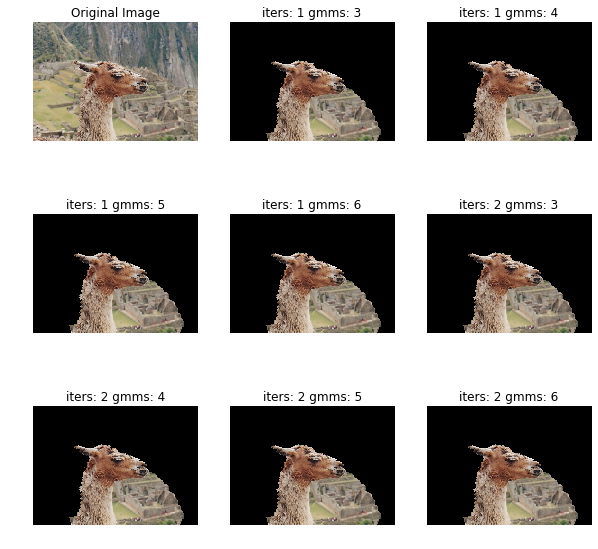 Original Image
iters: 1 gmms: 3
iters: 1 gmms: 4
iters: 1 gmms: 5
iters: 1 gmms: 6
iters: 2 gmms: 3
iters: 2 gmms: 4
iters: 2 gmms: 5
iters: 2 gmms: 6